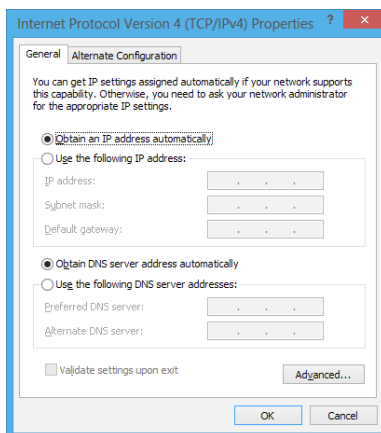 Internet Protocol Version 4 (TCP/IPv4) Properties ? ×
General Alternate Configuration
You can get IP settings assigned automatically if your network supports
this capability. Otherwise, you need to ask your network administrator
for the appropriate IP settings.
Obtain an IP address automatically
Use the following IP address:
IP address: . . .
Subnet mask: . . .
Default gateway: . . .
Obtain DNS server address automatically
Use the following DNS server addresses:
Preferred DNS server: . . .
Alternate DNS server: . . .
Validate settings upon exit
Advanced...
OK Cancel